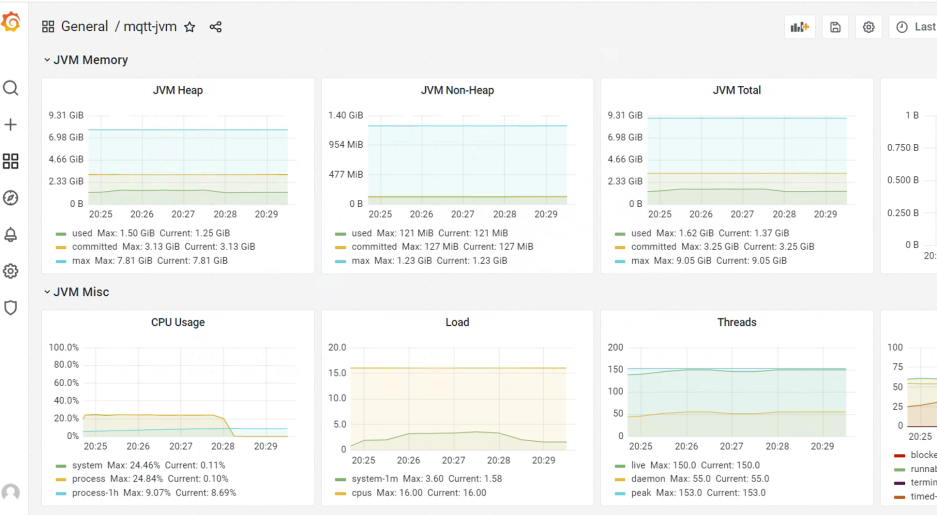 General / mqtt-jvm
Last
JVM Memory
JVM Heap
9.31 GiB
6.98 GiB
4.66 GiB
2.33 GiB
0 B
20:25 20:26 20:27 20:28 20:29
used Max: 1.50 GiB Current: 1.25 GiB
committed Max: 3.13 GiB Current: 3.13 GiB
max Max: 7.81 GiB Current: 7.81 GiB
JVM Non-Heap
1.40 GiB
954 MiB
477 MiB
0 B
20:25 20:26 20:27 20:28 20:29
used Max: 121 MiB Current: 121 MiB
committed Max: 127 MiB Current: 127 MiB
max Max: 1.23 GiB Current: 1.23 GiB
JVM Total
9.31 GiB
6.98 GiB
4.66 GiB
2.33 GiB
0 B
20:25 20:26 20:27 20:28 20:29
used Max: 1.62 GiB Current: 1.37 GiB
committed Max: 3.25 GiB Current: 3.25 GiB
max Max: 9.05 GiB Current: 9.05 GiB
1 B
0.750 B
0.500 B
0.250 B
0 B
20:
JVM Misc
CPU Usage
100.0%
80.0%
60.0%
40.0%
20.0%
0%
20:25 20:26 20:27 20:28 20:29
system Max: 24.46% Current: 0.11%
process Max: 24.84% Current: 0.10%
process-1h Max: 9.07% Current: 8.69%
Load
20.0
15.0
10.0
5.0
0
20:25 20:26 20:27 20:28 20:29
system-1m Max: 3.60 Current: 1.58
cpus Max: 16.00 Current: 16.00
Threads
200
150
100
50
0
20:25 20:26 20:27 20:28 20:29
live Max: 150.0 Current: 150.0
daemon Max: 55.0 Current: 55.0
peak Max: 153.0 Current: 153.0
100
75
50
25
0
20:25
blocke
runnab
termin
timed-